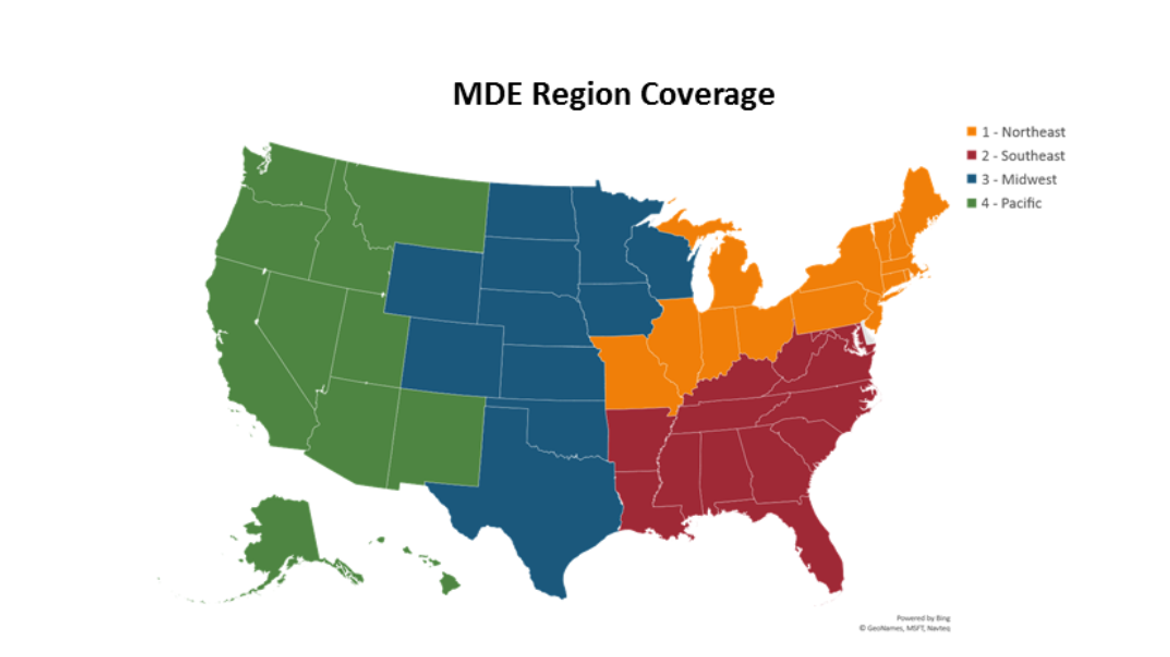 MDE Region Coverage
1 - Northeast
2 - Southeast
3 - Midwest
4 - Pacific
Powered by Bing
© GeoNames, MSFT, Navteq